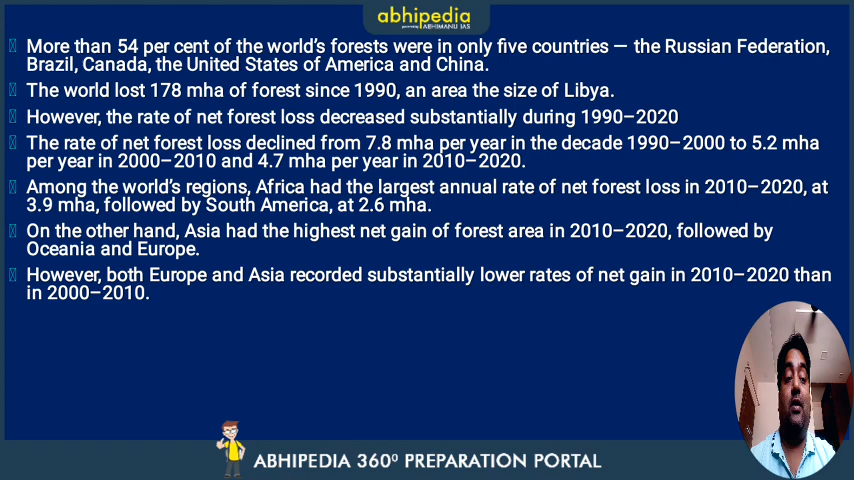 abhipedia
powered by ABHIMANU IAS
More than 54 per cent of the world's forests were in only five countries — the Russian Federation,
Brazil, Canada, the United States of America and China.
The world lost 178 mha of forest since 1990, an area the size of Libya.
However, the rate of net forest loss decreased substantially during 1990–2020
The rate of net forest loss declined from 7.8 mha per year in the decade 1990–2000 to 5.2 mha
per year in 2000–2010 and 4.7 mha per year in 2010–2020.
Among the world's regions, Africa had the largest annual rate of net forest loss in 2010–2020, at
3.9 mha, followed by South America, at 2.6 mha.
On the other hand, Asia had the highest net gain of forest area in 2010–2020, followed by
Oceania and Europe.
However, both Europe and Asia recorded substantially lower rates of net gain in 2010–2020 than
in 2000–2010.
ABHIPEDIA 360⁰ PREPARATION PORTAL